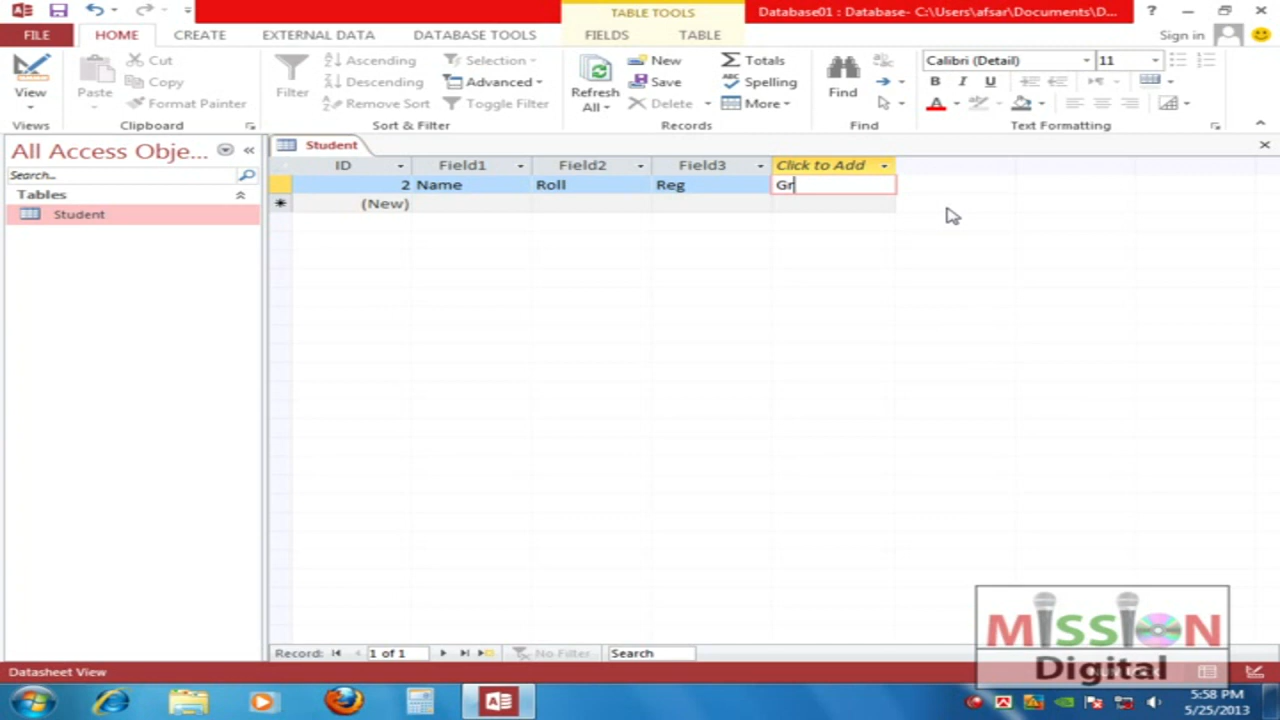 TABLE TOOLS
Database01 : Database- C:\Users\afsar\Documents\D...
?
FILE HOME CREATE EXTERNAL DATA DATABASE TOOLS FIELDS TABLE Sign in
View
Views
Paste
Cut
Copy
Format Painter
Clipboard
Filter
Ascending
Descending
Remove Sort
Selection
Advanced
Toggle Filter
Sort & Filter
Refresh
All
New
Save
Delete
Totals
Spelling
More
Records
Find
Find
Calibri (Detail) 11
B I U
A
Text Formatting
All Access Obje...
Search...
Tables
Student
Student
ID Field1 Field2 Field3 Click to Add
2 Name Roll Reg Gr
(New)
Record: 1 of 1 No Filter Search
MISSION
Digital
Datasheet View
5:58 PM
5/25/2013